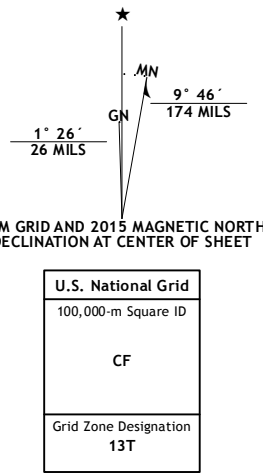 MN
GN
1° 26´
26 MILS
9° 46´
174 MILS
M GRID AND 2015 MAGNETIC NORTH
DECLINATION AT CENTER OF SHEET
U.S. National Grid
100,000-m Square ID
CF
Grid Zone Designation
13T